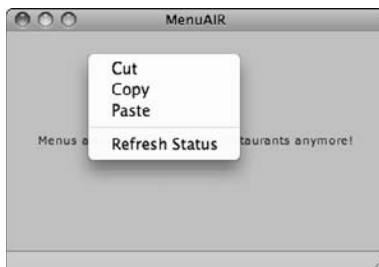 MenuAIR
Cut
Copy
Paste
Menus a taurants anymore!
Refresh Status